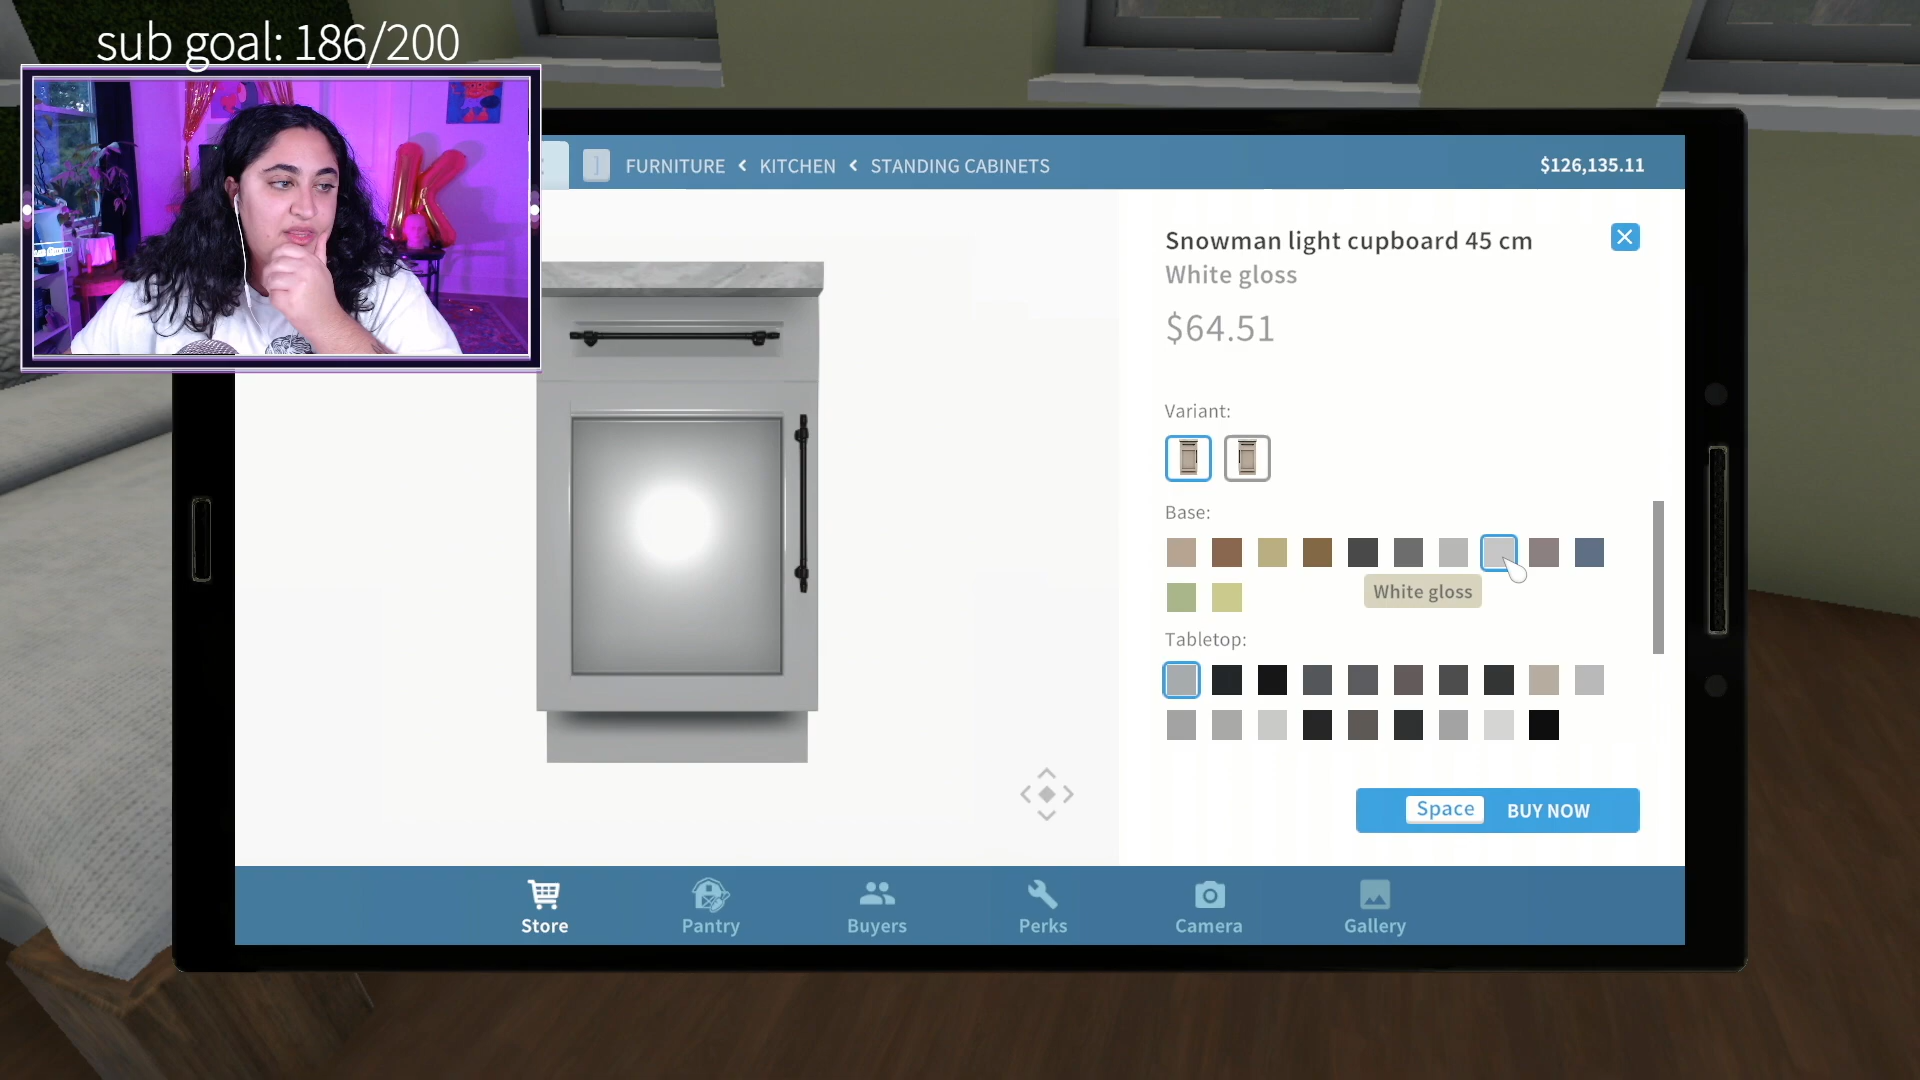 sub goal: 186/200
] FURNITURE < KITCHEN < STANDING CABINETS
$126,135.11
Snowman light cupboard 45 cm
White gloss
$64.51
Variant:
Base:
White gloss
Tabletop:
Space BUY NOW
Store Pantry Buyers Perks Camera Gallery